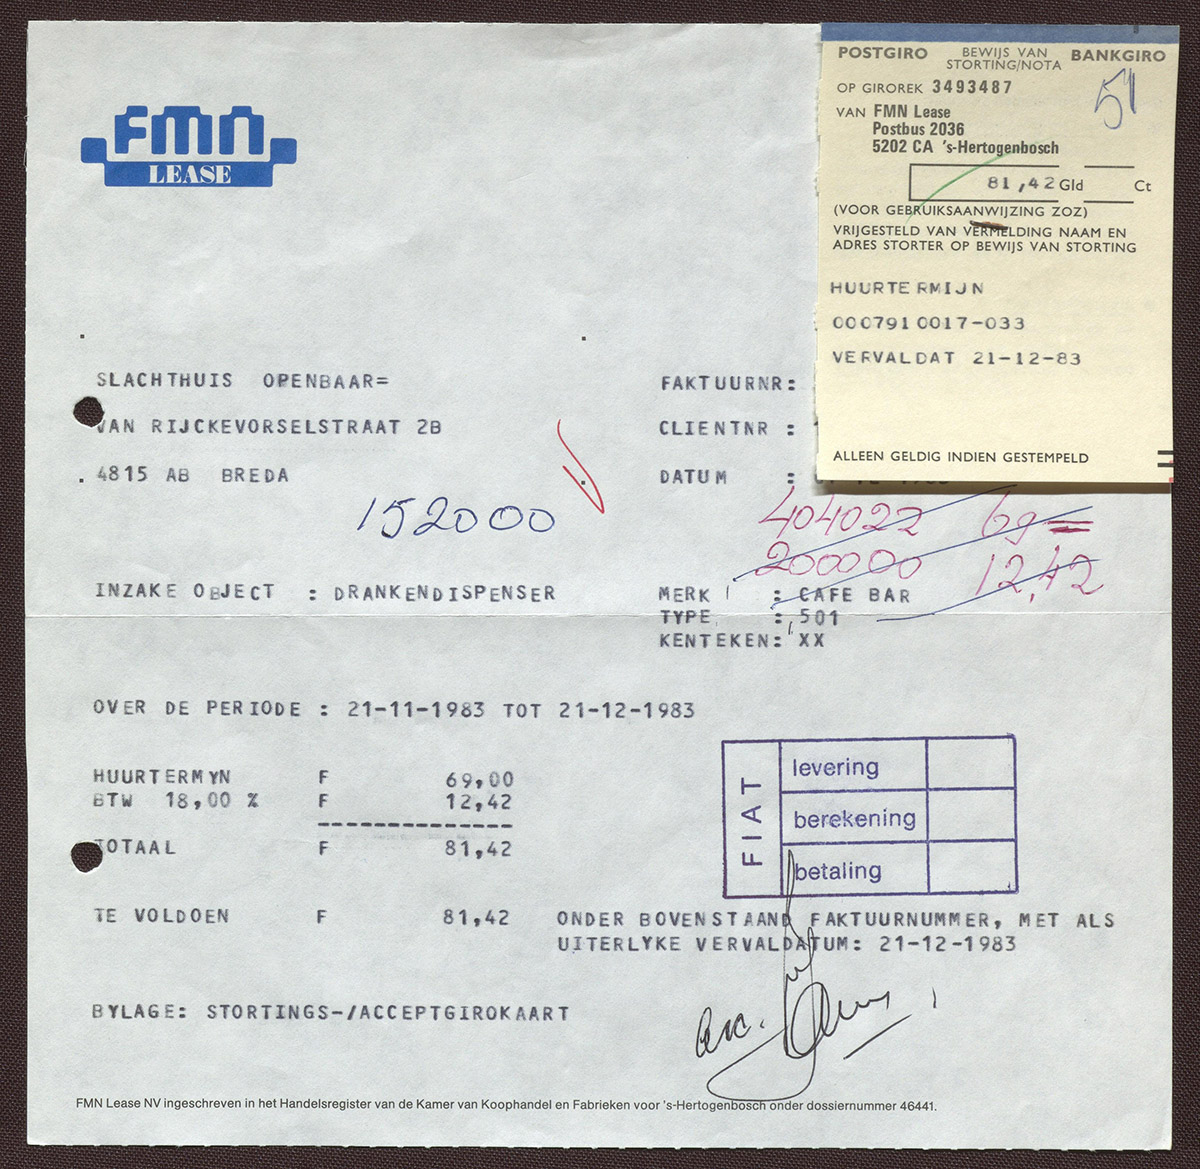 FMN
LEASE
POSTGIRO BEWIJS VAN STORTING/NOTA BANKGIRO
51
OP GIROREK 3493487
VAN FMN Lease
Postbus 2036
5202 CA 's-Hertogenbosch
81,42 Gld Ct
(VOOR GEBRUIKSAANWIJZING ZOZ)
VRIJGESTELD VAN VERMELDING NAAM EN
ADRES STORTER OP BEWIJS VAN STORTING
HUURTERMIJN
000791 0017-033
VERVALDAT 21-12-83
ALLEEN GELDIG INDIEN GESTEMPELD
SLACHTHUIS OPENBAAR=
VAN RIJCKEVORSELSTRAAT 2B
4815 AB BREDA
FAKTUURNR:
CLIENTNR :
DATUM :
152000
404022 69=
200000 12,42
INZAKE OBJECT : DRANKENDISPENSER
MERK : CAFE BAR
TYPE : 501
KENTEKEN: XX
OVER DE PERIODE : 21-11-1983 TOT 21-12-1983
HUURTERMYN F 69,00
BTW 18,00 % F 12,42
TOTAAL F 81,42
FIAT
levering
berekening
betaling
TE VOLDOEN F 81,42 ONDER BOVENSTAAND FAKTUURNUMMER, MET ALS
UITERLYKE VERVALDATUM: 21-12-1983
BYLAGE: STORTINGS-/ACCEPTGIROKAART
FMN Lease NV ingeschreven in het Handelsregister van de Kamer van Koophandel en Fabrieken voor 's-Hertogenbosch onder dossiernummer 46441.